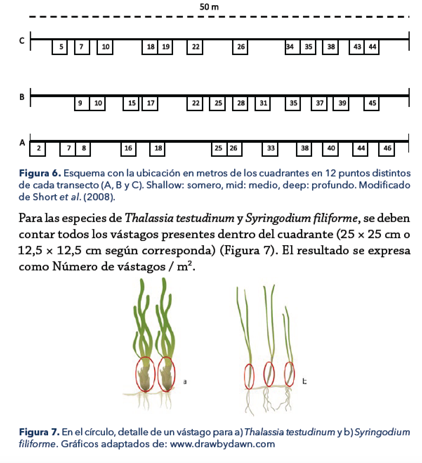 50 m
C
5 7 10 18 19 22 26 34 35 38 43 44
B
9 10 15 17 22 25 28 31 35 37 39 45
A
2 7 8 16 18 25 26 33 38 40 44 46
Figura 6. Esquema con la ubicación en metros de los cuadrantes en 12 puntos distintos
de cada transecto (A, B y C). Shallow: somero, mid: medio, deep: profundo. Modificado
de Short et al. (2008).
Para las especies de Thalassia testudinum y Syringodium filiforme, se deben
contar todos los vástagos presentes dentro del cuadrante (25 × 25 cm o
12,5 × 12,5 cm según corresponda) (Figura 7). El resultado se expresa
como Número de vástagos / m².
a
b
Figura 7. En el círculo, detalle de un vástago para a) Thalassia testudinum y b) Syringodium
filiforme. Gráficos adaptados de: www.drawbydawn.com